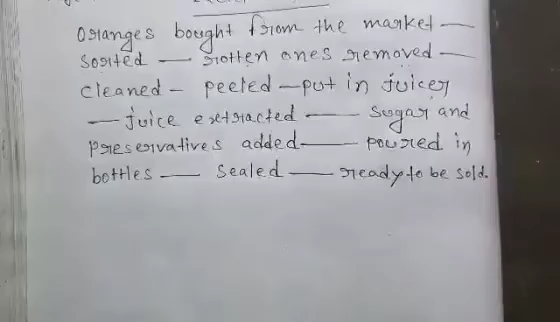 Oranges bought from the market —
Sorted — rotten ones removed —
cleaned - peeled - put in juicer
— juice extracted — sugar and
preservatives added — poured in
bottles — sealed — ready to be sold.